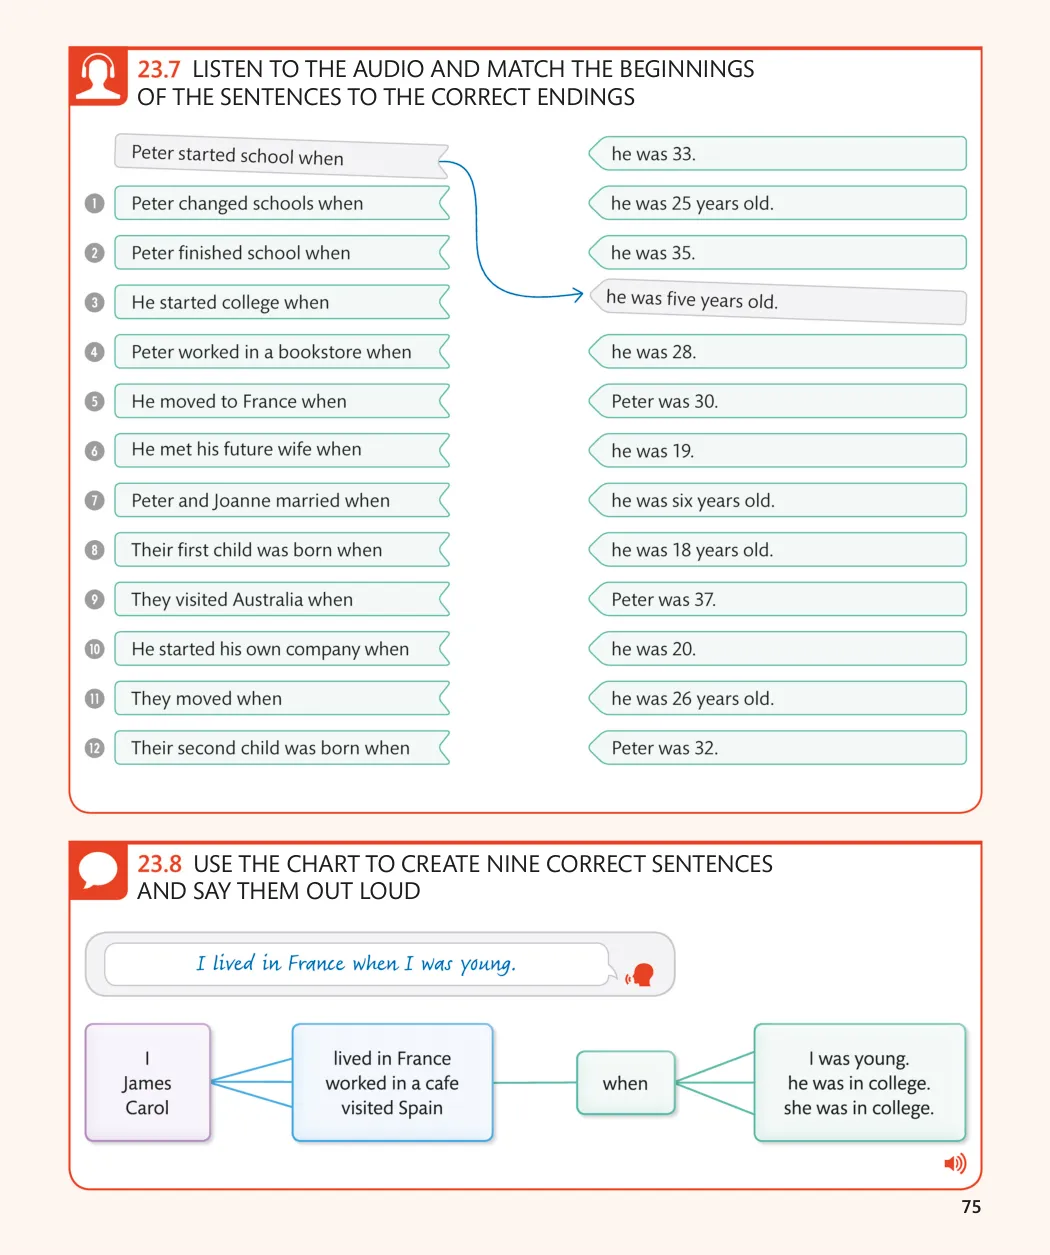 23.7 LISTEN TO THE AUDIO AND MATCH THE BEGINNINGS
OF THE SENTENCES TO THE CORRECT ENDINGS
Peter started school when
he was 33.
1 Peter changed schools when
he was 25 years old.
2 Peter finished school when
he was 35.
3 He started college when
he was five years old.
4 Peter worked in a bookstore when
he was 28.
5 He moved to France when
Peter was 30.
6 He met his future wife when
he was 19.
7 Peter and Joanne married when
he was six years old.
8 Their first child was born when
he was 18 years old.
9 They visited Australia when
Peter was 37.
10 He started his own company when
he was 20.
11 They moved when
he was 26 years old.
12 Their second child was born when
Peter was 32.
23.8 USE THE CHART TO CREATE NINE CORRECT SENTENCES
AND SAY THEM OUT LOUD
I lived in France when I was young.
I
James
Carol
lived in France
worked in a cafe
visited Spain
when
I was young.
he was in college.
she was in college.
75